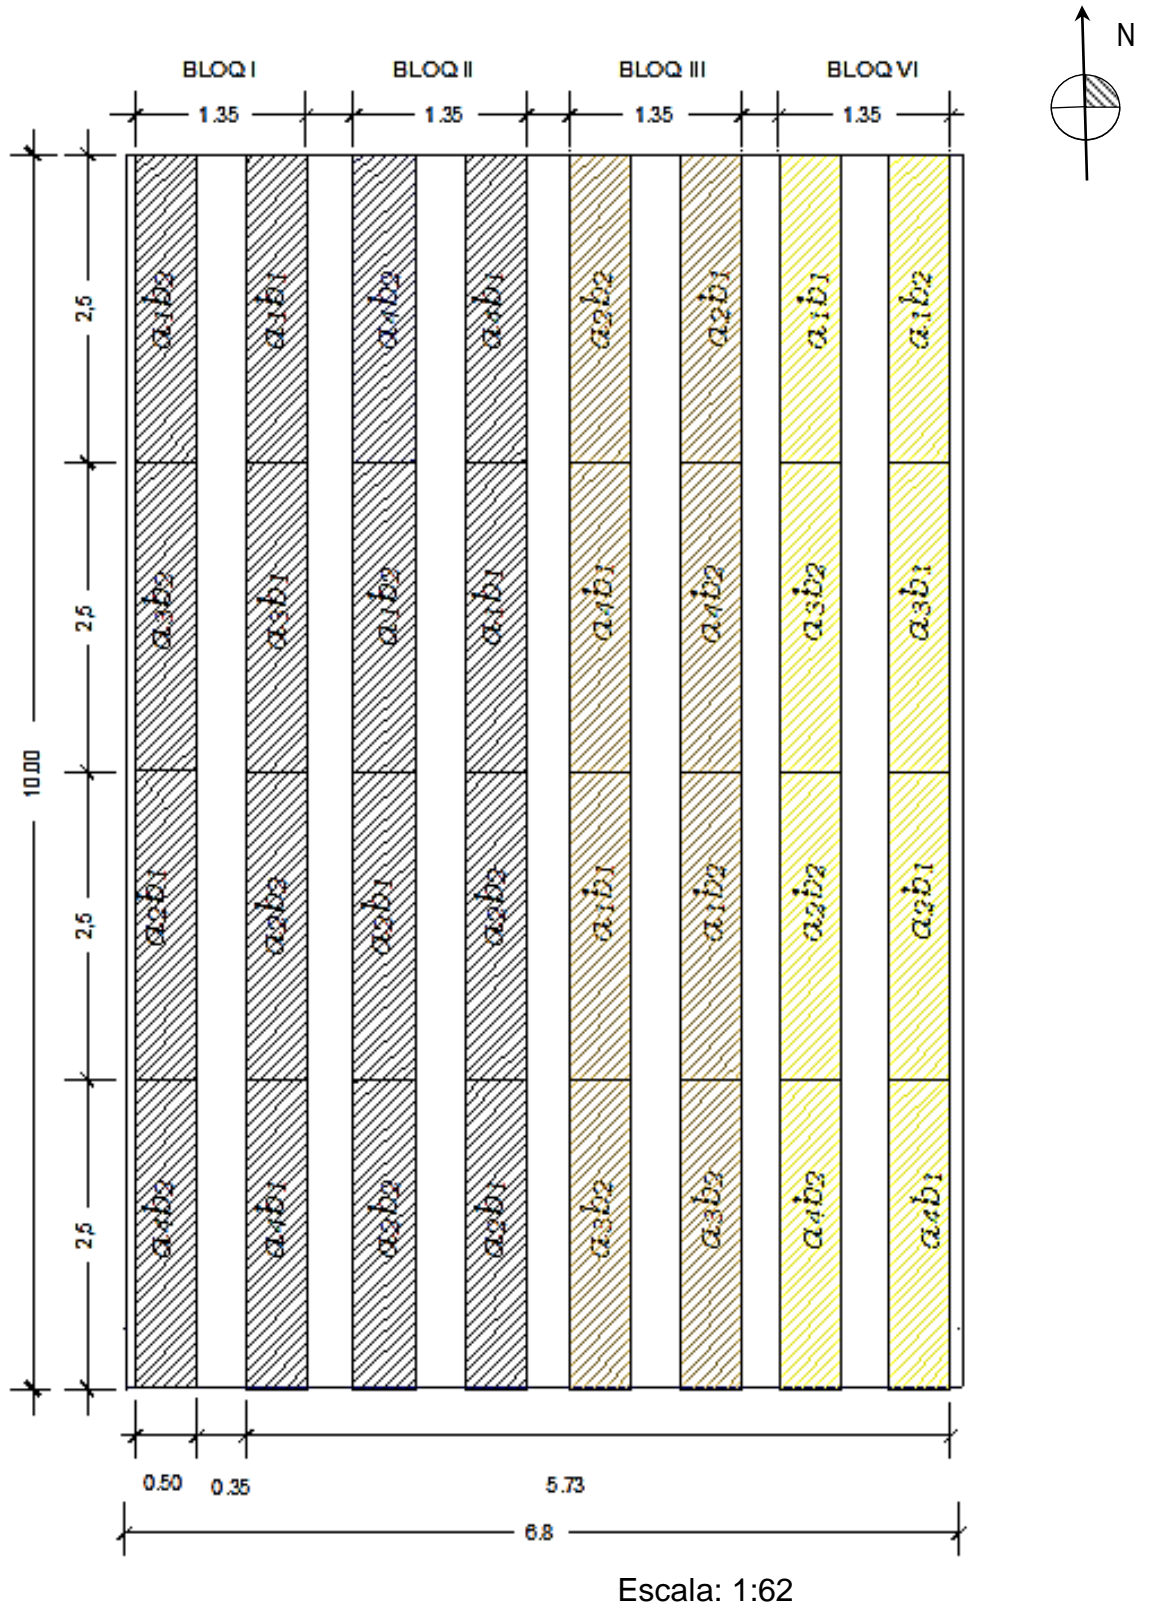 N
BLOQ I BLOQ II BLOQ III BLOQ VI
1.35 1.35 1.35 1.35
2,5 a₁b₂ a₁b₁ a₄b₂ a₄b₁ a₂b₂ a₂b₁ a₁b₁ a₁b₂
2,5 a₃b₂ a₃b₁ a₁b₂ a₁b₁ a₄b₁ a₄b₂ a₃b₂ a₃b₁
10.00
2,5 a₂b₁ a₂b₂ a₃b₁ a₃b₂ a₁b₁ a₁b₂ a₂b₂ a₂b₁
2,5 a₄b₂ a₄b₁ a₂b₂ a₂b₁ a₃b₂ a₃b₂ a₄b₂ a₄b₁
0.50 0.35 5.73
6.8
Escala: 1:62